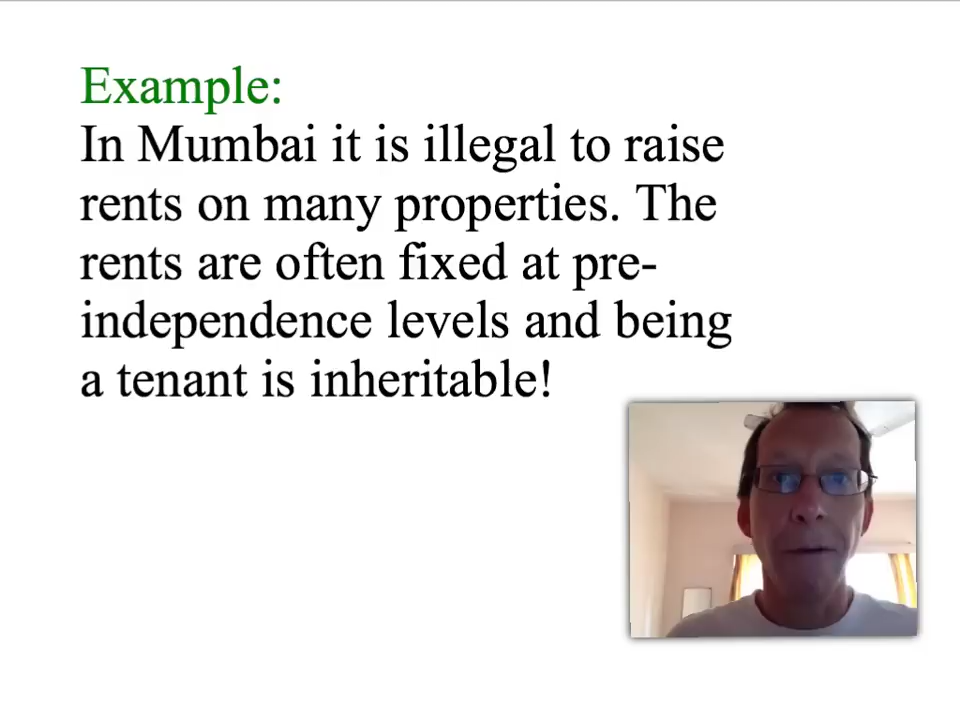 Example:
In Mumbai it is illegal to raise
rents on many properties. The
rents are often fixed at pre-
independence levels and being
a tenant is inheritable!